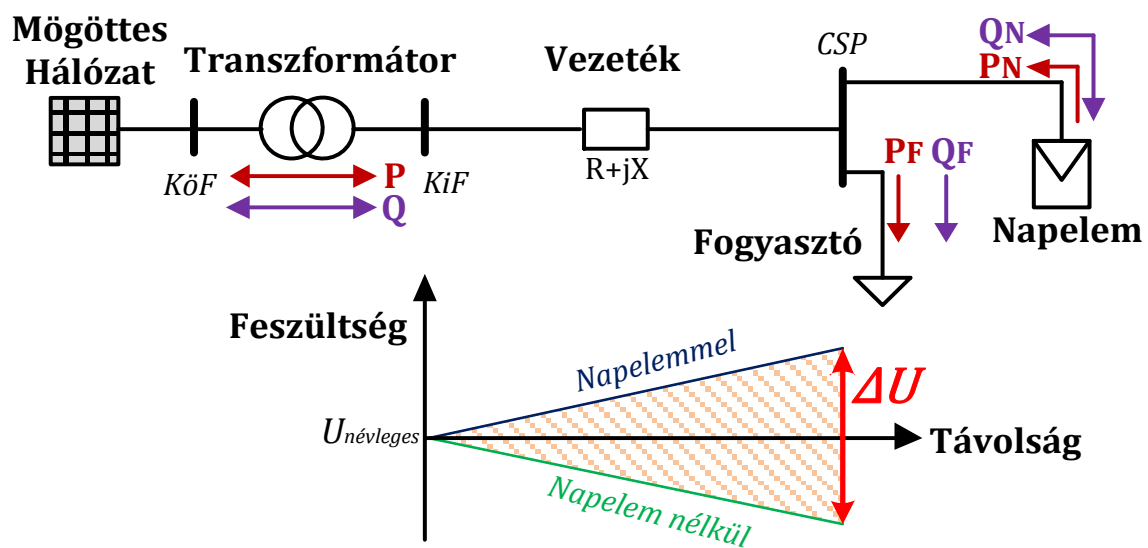 Mögöttes
Hálózat
Transzformátor
Vezeték
CSP
QN
PN
KöF
KiF
P
Q
R+jX
PF QF
Fogyasztó
Napelem
Feszültség
Napelemmel
ΔU
Unévleges
Távolság
Napelem nélkül